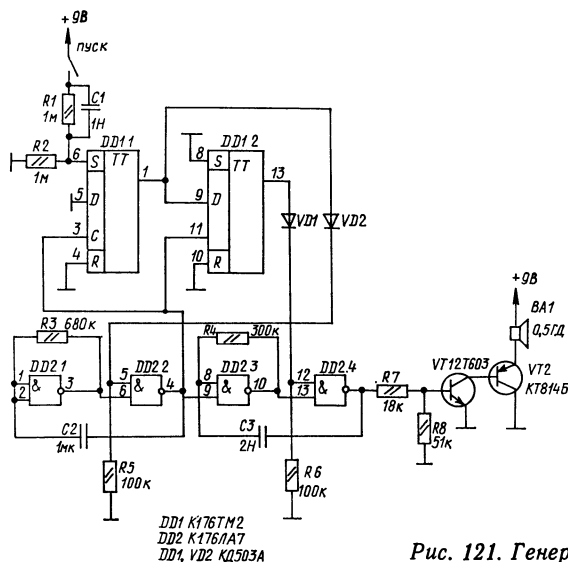 +9В
ПУСК
R1
1м
C1
1Н
R2
1м
DD1 1
6
S
TT
1
5
D
3
C
4
R
DD1 2
8
S
TT
13
9
D
11
10
R
VD1
VD2
R3
680к
DD2 1
1
2
&
3
DD2 2
5
6
&
4
R4
300к
DD2 3
8
9
&
10
DD2.4
12
13
&
C2
1мк
R5
100к
C3
2Н
R6
100к
R7
18к
R8
51к
VT1 2T6D3
+9В
BA1
0,5ГД
VT2
КТ814Б
DD1 К176ТМ2
DD2 К176ЛА7
DD1, VD2 КД503А
Рис. 121. Генер